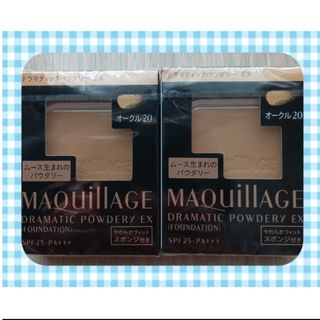 ドラマティックパウダリー EX
オークル20
ムース生まれの
パウダリー
MAQuillAGE
DRAMATIC POWDERY EX
(FOUNDATION)
やわらかフィット
スポンジ付き
SPF25・PA+++
ドラマティックパウダリー EX
オークル20
ムース生まれの
パウダリー
MAQuillAGE
DRAMATIC POWDERY EX
(FOUNDATION)
やわらかフィット
スポンジ付き
SPF25・PA+++